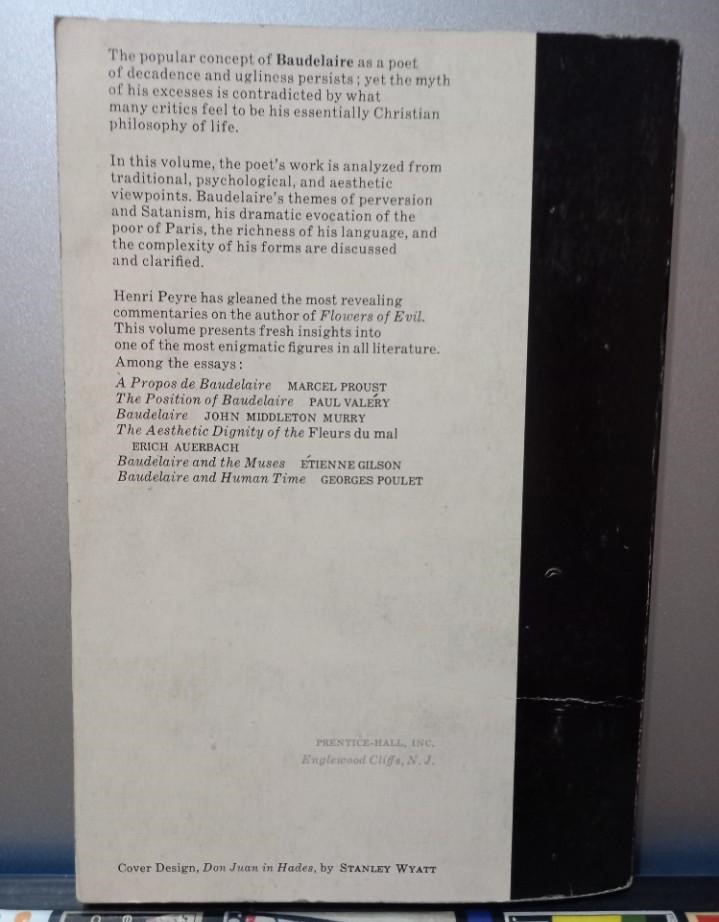 The popular concept of Baudelaire as a poet
of decadence and ugliness persists; yet the myth
of his excesses is contradicted by what
many critics feel to be his essentially Christian
philosophy of life.
In this volume, the poet's work is analyzed from
traditional, psychological, and aesthetic
viewpoints. Baudelaire's themes of perversion
and Satanism, his dramatic evocation of the
poor of Paris, the richness of his language, and
the complexity of his forms are discussed
and clarified.
Henri Peyre has gleaned the most revealing
commentaries on the author of Flowers of Evil.
This volume presents fresh insights into
one of the most enigmatic figures in all literature.
Among the essays:
À Propos de Baudelaire MARCEL PROUST
The Position of Baudelaire PAUL VALÉRY
Baudelaire JOHN MIDDLETON MURRY
The Aesthetic Dignity of the Fleurs du mal
ERICH AUERBACH
Baudelaire and the Muses ÉTIENNE GILSON
Baudelaire and Human Time GEORGES POULET
PRENTICE-HALL, INC.
Englewood Cliffs, N. J.
Cover Design, Don Juan in Hades, by STANLEY WYATT